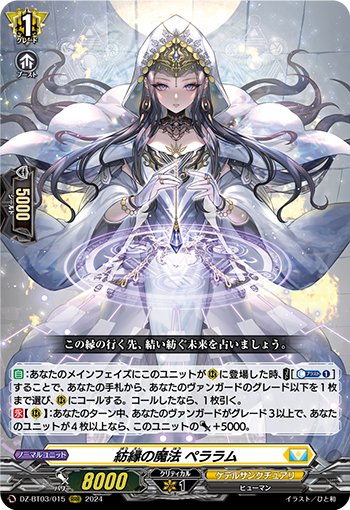 1
グレード
ブースト
5000
シールド
この縁の行く先、結い紡ぐ未来を占いましょう。
自:あなたのメインフェイズにこのユニットがⓇに登場した時、【ブラスト1】
することで、あなたの手札から、あなたのヴァンガードのグレード以下を1
枚まで選び、Ⓡにコールする。コールしたなら、1枚引く。
永【Ⓡ】:あなたのターン中、あなたのヴァンガードがグレード3以上で、あなたの
ユニットが4枚以上なら、このユニットの+5000。
ノーマルユニット
紡縁の魔法 ペララム
ケテルサンクチュアリ
パワー
8000
クリティカル
1
ヒューマン
DZ-BT03/015 RRR 2024
イラスト/ひと和